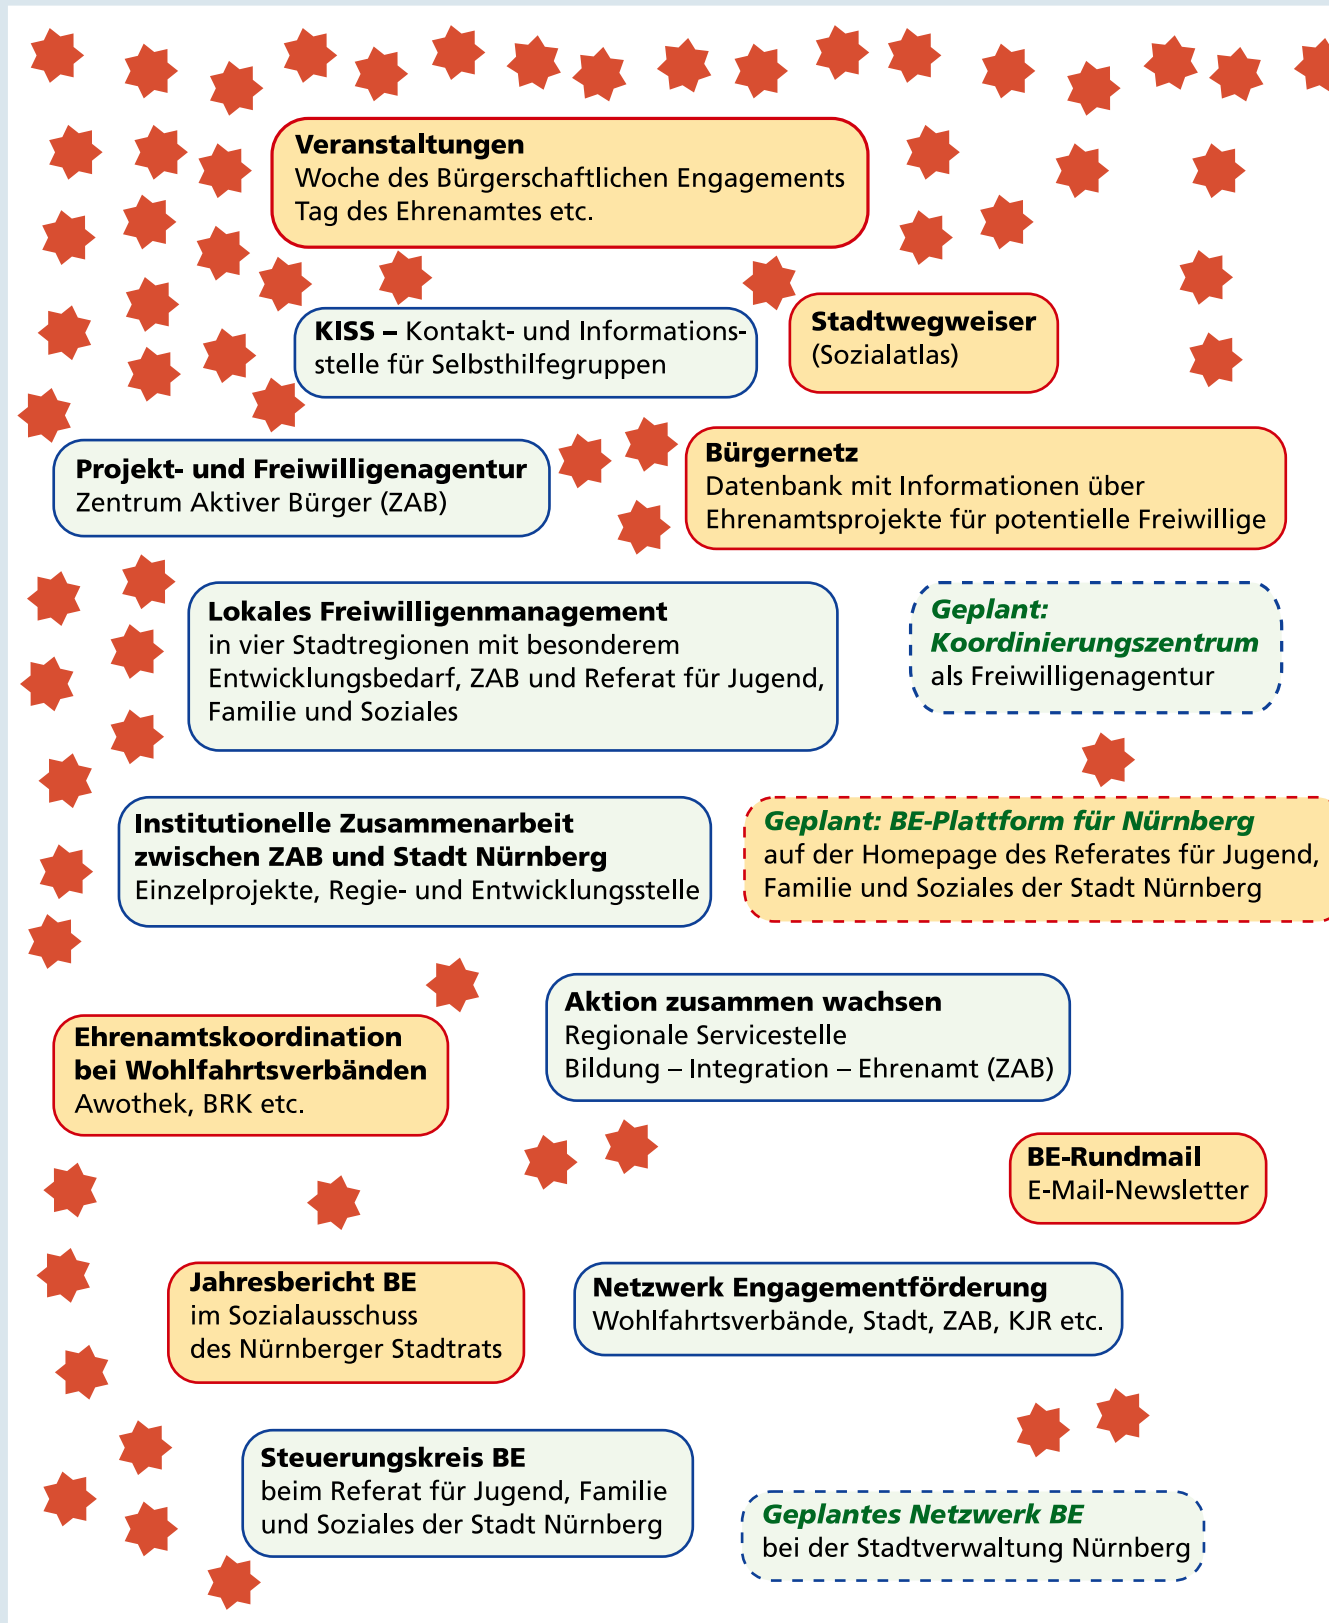 Veranstaltungen
Woche des Bürgerschaftlichen Engagements
Tag des Ehrenamtes etc.
KISS – Kontakt- und Informations-
stelle für Selbsthilfegruppen
Stadtwegweiser
(Sozialatlas)
Projekt- und Freiwilligenagentur
Zentrum Aktiver Bürger (ZAB)
Bürgernetz
Datenbank mit Informationen über
Ehrenamtsprojekte für potentielle Freiwillige
Lokales Freiwilligenmanagement
in vier Stadtregionen mit besonderem
Entwicklungsbedarf, ZAB und Referat für Jugend,
Familie und Soziales
Geplant:
Koordinierungszentrum
als Freiwilligenagentur
Institutionelle Zusammenarbeit
zwischen ZAB und Stadt Nürnberg
Einzelprojekte, Regie- und Entwicklungsstelle
Geplant: BE-Plattform für Nürnberg
auf der Homepage des Referates für Jugend,
Familie und Soziales der Stadt Nürnberg
Ehrenamtskoordination
bei Wohlfahrtsverbänden
Awothek, BRK etc.
Aktion zusammen wachsen
Regionale Servicestelle
Bildung – Integration – Ehrenamt (ZAB)
BE-Rundmail
E-Mail-Newsletter
Jahresbericht BE
im Sozialausschuss
des Nürnberger Stadtrats
Netzwerk Engagementförderung
Wohlfahrtsverbände, Stadt, ZAB, KJR etc.
Steuerungskreis BE
beim Referat für Jugend, Familie
und Soziales der Stadt Nürnberg
Geplantes Netzwerk BE
bei der Stadtverwaltung Nürnberg